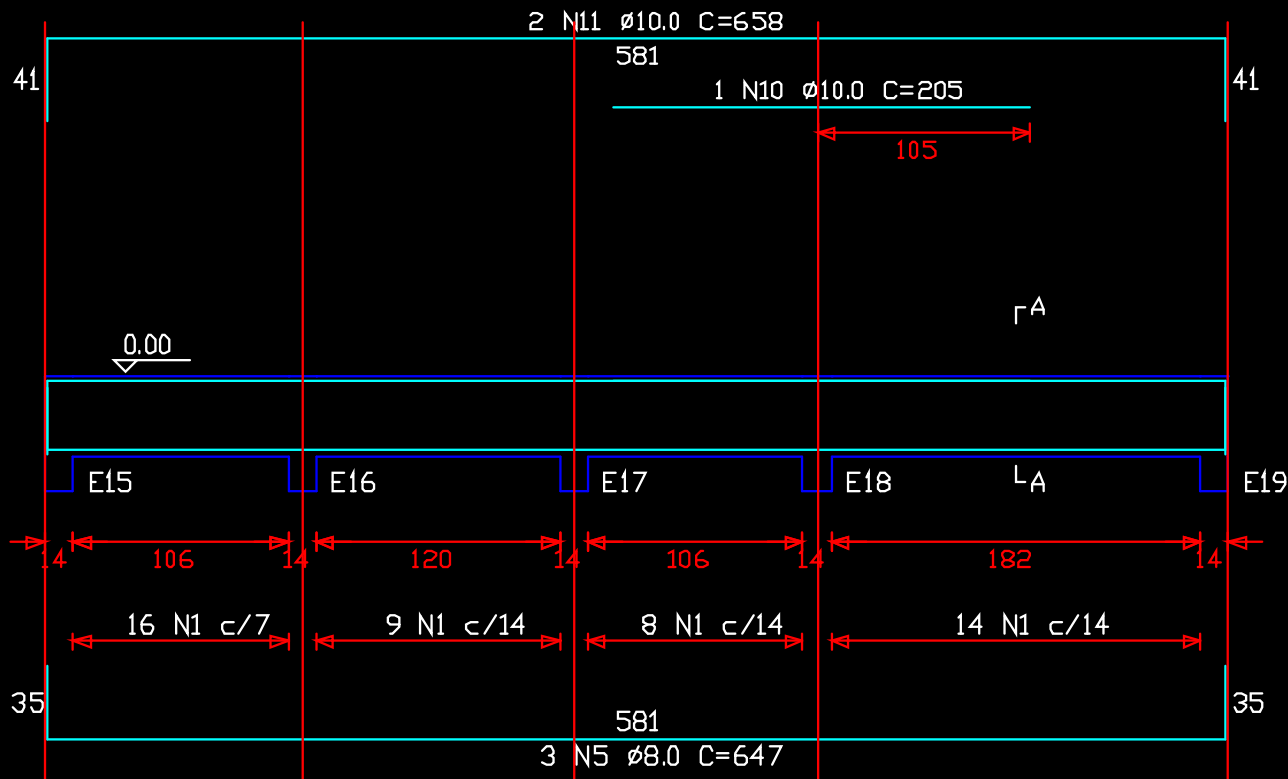 2 N11 ø10.0 C=658
581
41
41
1 N10 ø10.0 C=205
105
A
0.00
E15
E16
E17
E18
A
E19
14
106
14
120
14
106
14
182
14
16 N1 c/7
9 N1 c/14
8 N1 c/14
14 N1 c/14
35
35
581
3 N5 ø8.0 C=647